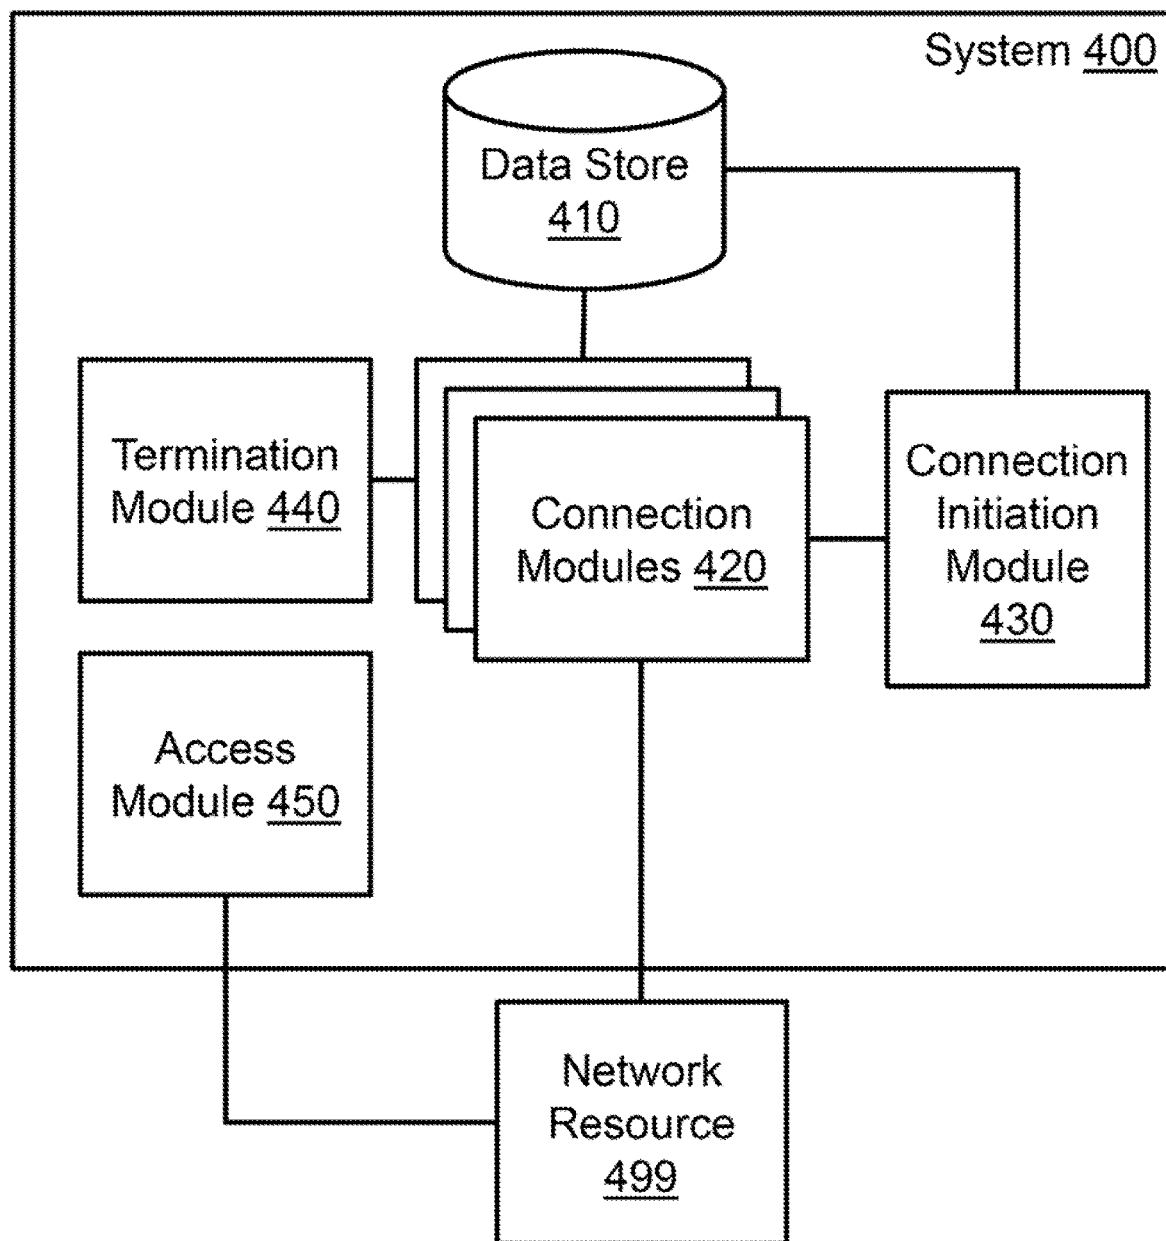 System 400
Data Store
410
Termination
Module 440
Connection
Modules 420
Connection
Initiation
Module
430
Access
Module 450
Network
Resource
499